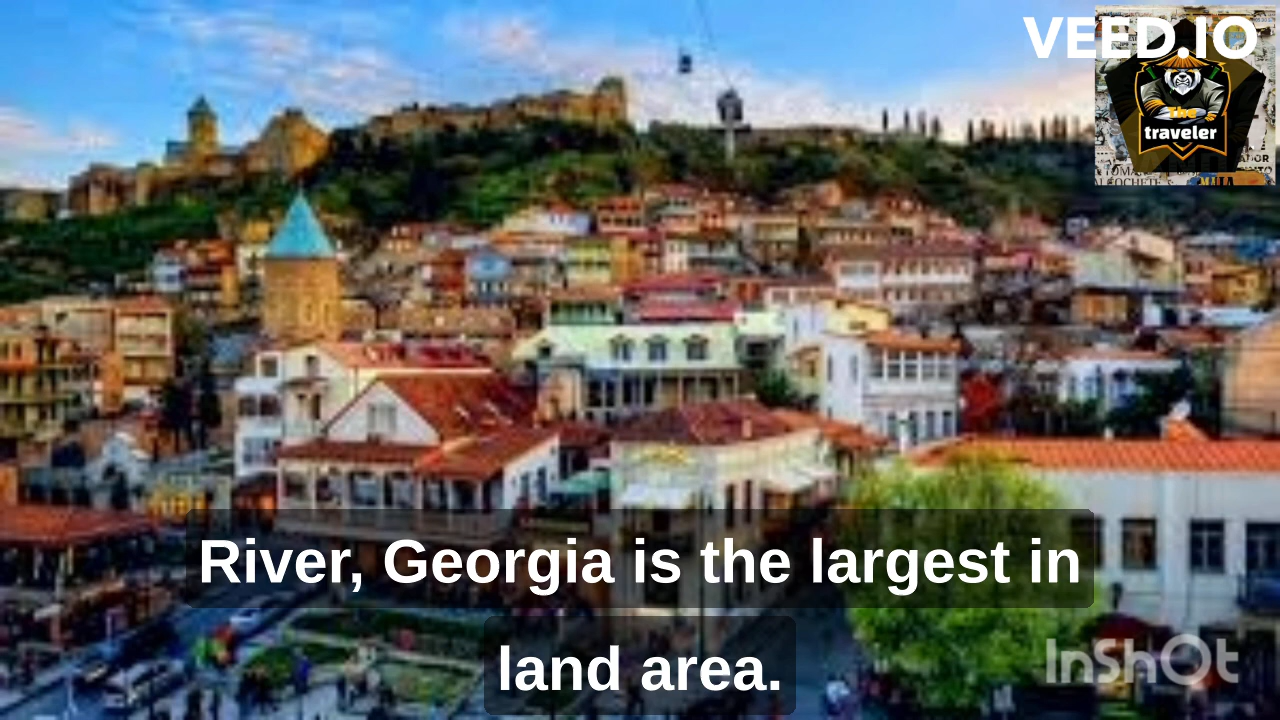 VEED.IO
The
traveler
River, Georgia is the largest in
land area.
InShOt